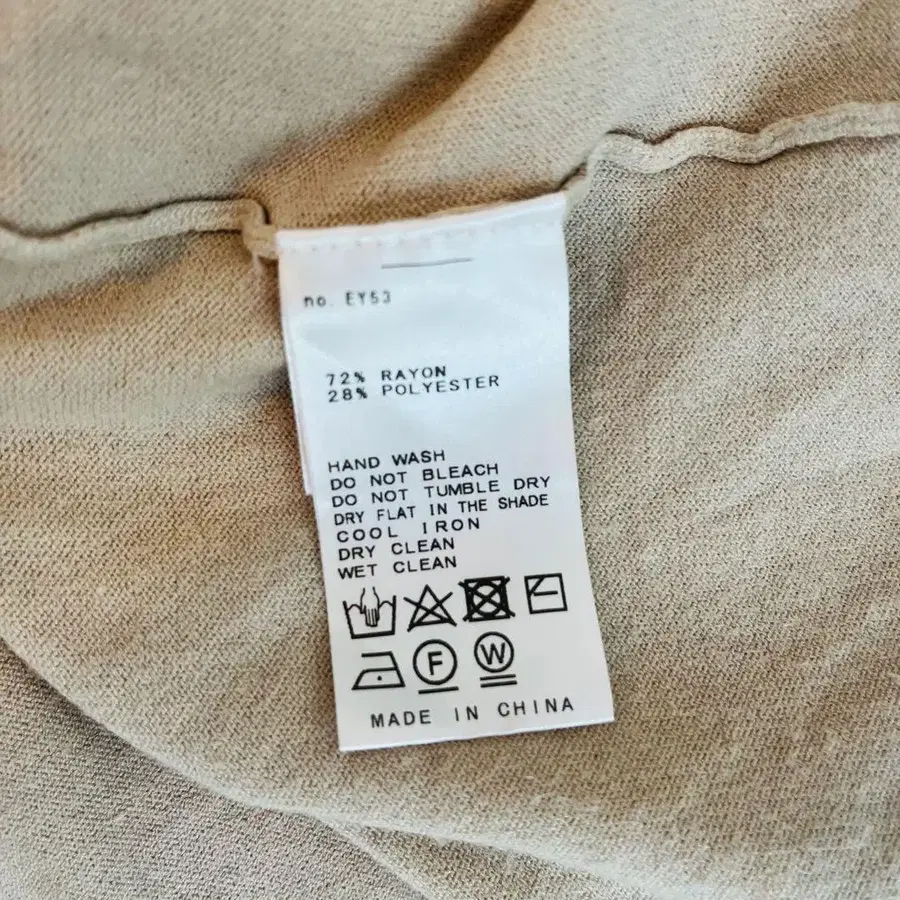 no. EY53
72% RAYON
28% POLYESTER
HAND WASH
DO NOT BLEACH
DO NOT TUMBLE DRY
DRY FLAT IN THE SHADE
COOL IRON
DRY CLEAN
WET CLEAN
F W
MADE IN CHINA